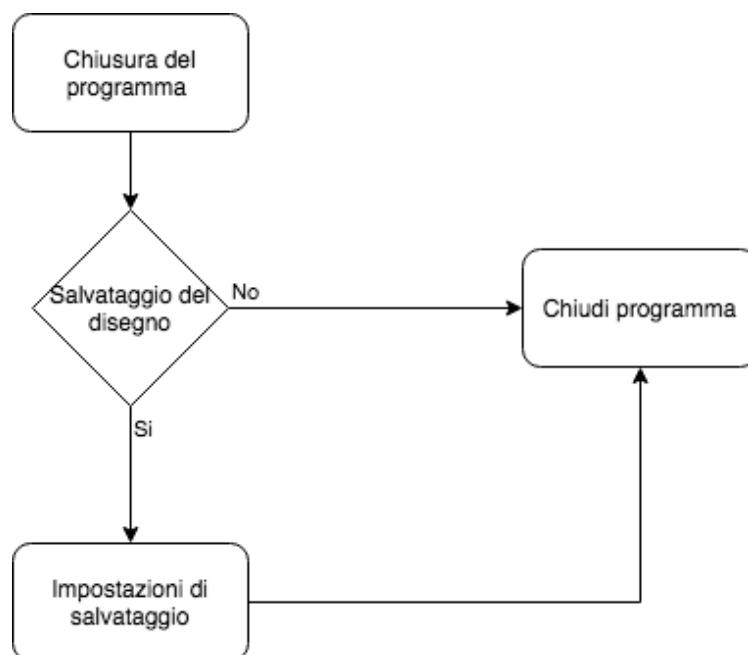 Chiusura del
programma
Salvataggio del
disegno
No
Chiudi programma
Si
Impostazioni di
salvataggio